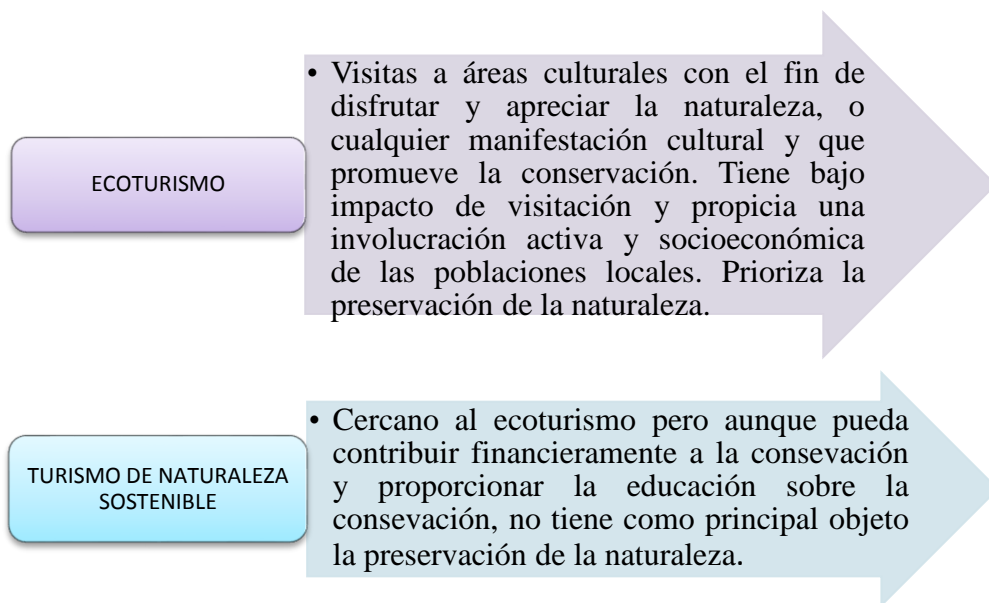 ECOTURISMO
• Visitas a áreas culturales con el fin de
disfrutar y apreciar la naturaleza, o
cualquier manifestación cultural y que
promueve la conservación. Tiene bajo
impacto de visitación y propicia una
involucración activa y socioeconómica
de las poblaciones locales. Prioriza la
preservación de la naturaleza.
TURISMO DE NATURALEZA
SOSTENIBLE
• Cercano al ecoturismo pero aunque pueda
contribuir financieramente a la consevación
y proporcionar la educación sobre la
consevación, no tiene como principal objeto
la preservación de la naturaleza.